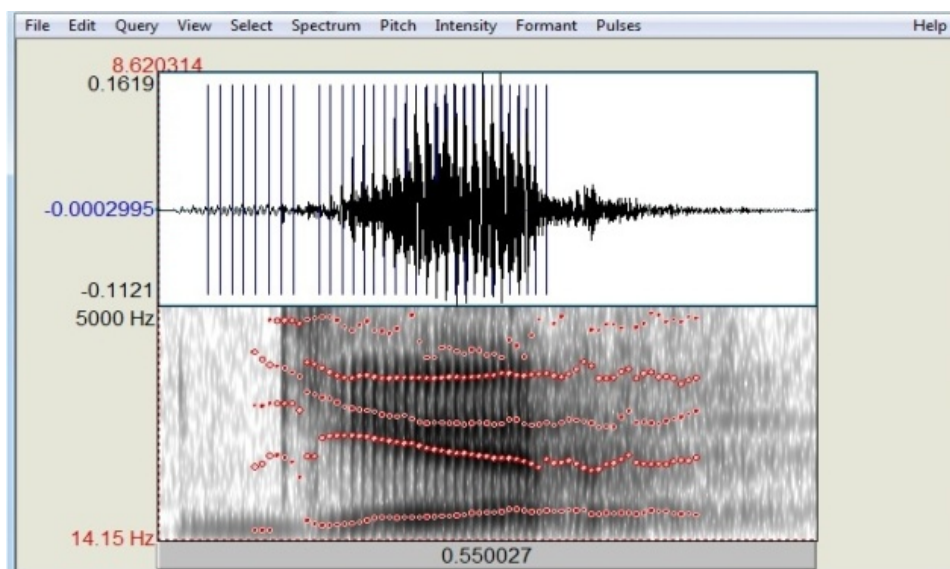 File Edit Query View Select Spectrum Pitch Intensity Formant Pulses Help
8.620314
0.1619
-0.0002995
-0.1121
5000 Hz
14.15 Hz
0.550027